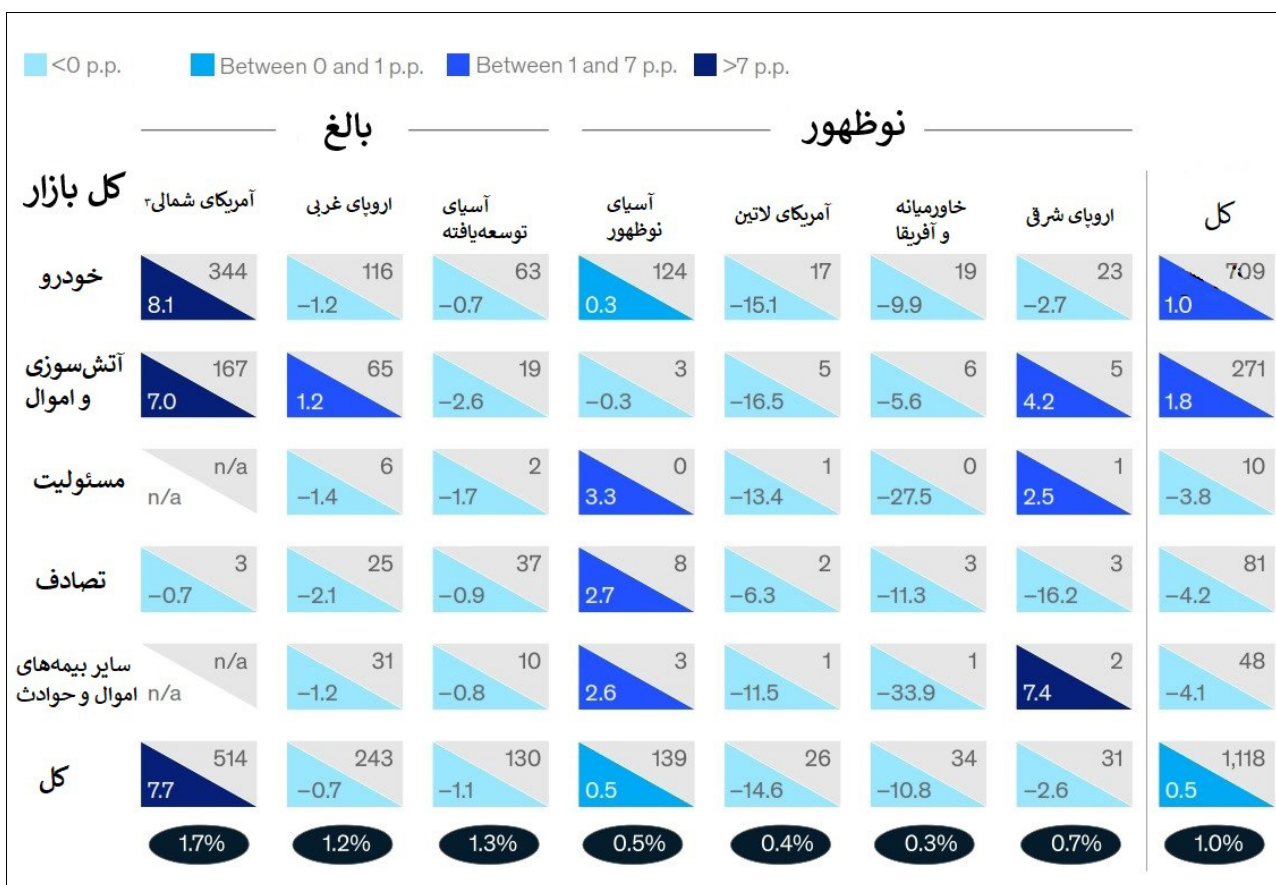 <0 p.p. Between 0 and 1 p.p. Between 1 and 7 p.p. >7 p.p.
بالغ نوظهور
کل بازار
آمریکای شمالی۳
اروپای غربی
آسیای
توسعه‌یافته
آسیای
نوظهور
آمریکای لاتین
خاورمیانه
و آفریقا
اروپای شرقی
کل
خودرو
344 116 63 124 17 19 23 709
8.1 −1.2 −0.7 0.3 −15.1 −9.9 −2.7 1.0
آتش‌سوزی
و اموال
167 65 19 3 5 6 5 271
7.0 1.2 −2.6 −0.3 −16.5 −5.6 4.2 1.8
مسئولیت
n/a 6 2 0 1 0 1 10
n/a −1.4 −1.7 3.3 −13.4 −27.5 2.5 −3.8
تصادف
3 25 37 8 2 3 3 81
−0.7 −2.1 −0.9 2.7 −6.3 −11.3 −16.2 −4.2
سایر بیمه‌های
اموال و حوادث
n/a 31 10 3 1 1 2 48
n/a −1.2 −0.8 2.6 −11.5 −33.9 7.4 −4.1
کل
514 243 130 139 26 34 31 1,118
7.7 −0.7 −1.1 0.5 −14.6 −10.8 −2.6 0.5
1.7% 1.2% 1.3% 0.5% 0.4% 0.3% 0.7% 1.0%